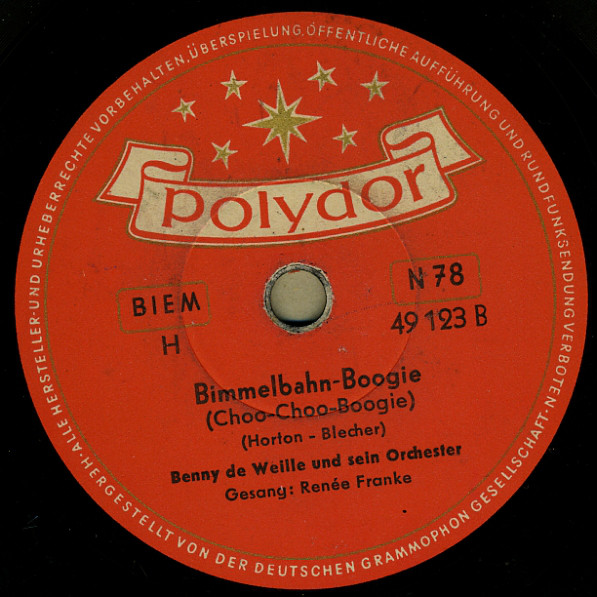 ALLE HERSTELLER-UND URHEBERRECHTE VORBEHALTEN, ÜBERSPIELUNG, ÖFFENTLICHE AUFFÜHRUNG UND RUNDFUNKSENDUNG VERBOTEN.
polydor
BIEM
H
N 78
49 123 B
Bimmelbahn-Boogie
(Choo-Choo-Boogie)
(Horton - Blecher)
Benny de Weille und sein Orchester
Gesang: Renée Franke
HERGESTELLT VON DER DEUTSCHEN GRAMMOPHON GESELLSCHAFT